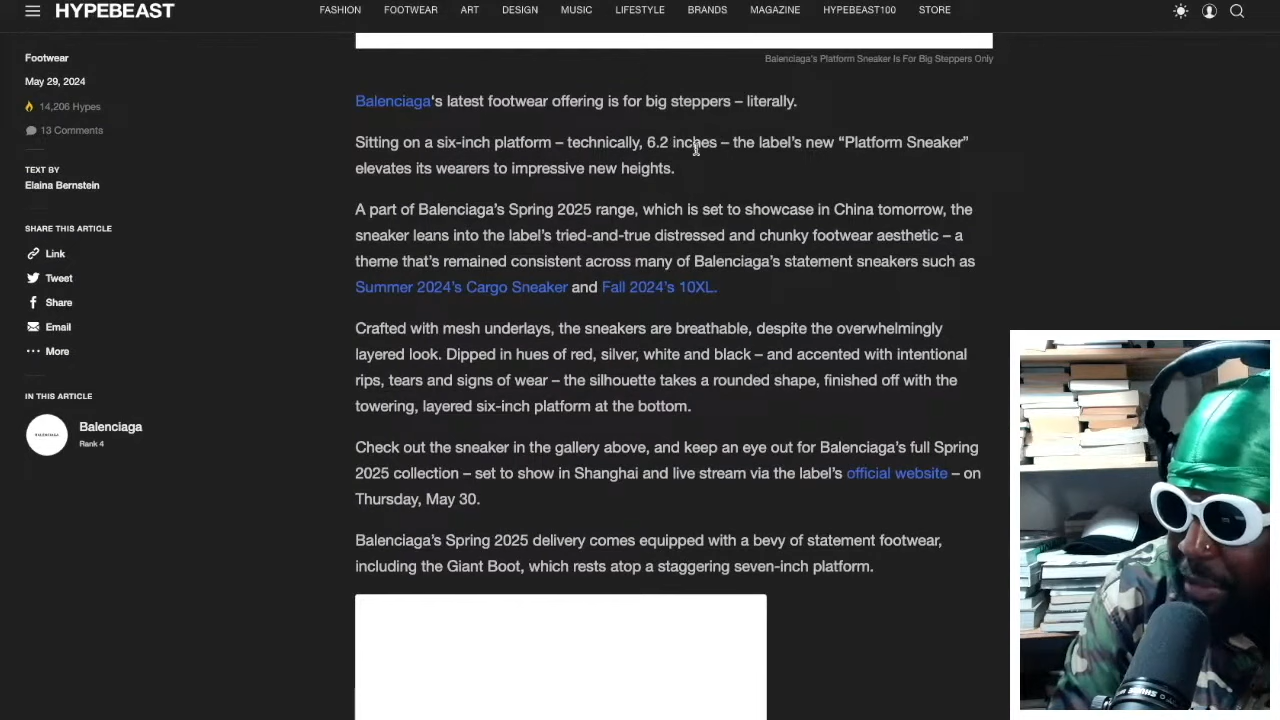 HYPEBEAST
FASHION FOOTWEAR ART DESIGN MUSIC LIFESTYLE BRANDS MAGAZINE HYPEBEAST100 STORE
Footwear
May 29, 2024
14,206 Hypes
13 Comments
TEXT BY
Elaina Bernstein
SHARE THIS ARTICLE
Link
Tweet
Share
Email
More
IN THIS ARTICLE
BALENCIAGA
Balenciaga
Rank 4
Balenciaga's Platform Sneaker Is For Big Steppers Only
Balenciaga's latest footwear offering is for big steppers – literally.
Sitting on a six-inch platform – technically, 6.2 inches – the label's new “Platform Sneaker”
elevates its wearers to impressive new heights.
A part of Balenciaga's Spring 2025 range, which is set to showcase in China tomorrow, the
sneaker leans into the label's tried-and-true distressed and chunky footwear aesthetic – a
theme that's remained consistent across many of Balenciaga's statement sneakers such as
Summer 2024's Cargo Sneaker and Fall 2024's 10XL.
Crafted with mesh underlays, the sneakers are breathable, despite the overwhelmingly
layered look. Dipped in hues of red, silver, white and black – and accented with intentional
rips, tears and signs of wear – the silhouette takes a rounded shape, finished off with the
towering, layered six-inch platform at the bottom.
Check out the sneaker in the gallery above, and keep an eye out for Balenciaga's full Spring
2025 collection – set to show in Shanghai and live stream via the label's official website – on
Thursday, May 30.
Balenciaga's Spring 2025 delivery comes equipped with a bevy of statement footwear,
including the Giant Boot, which rests atop a staggering seven-inch platform.
SHURE